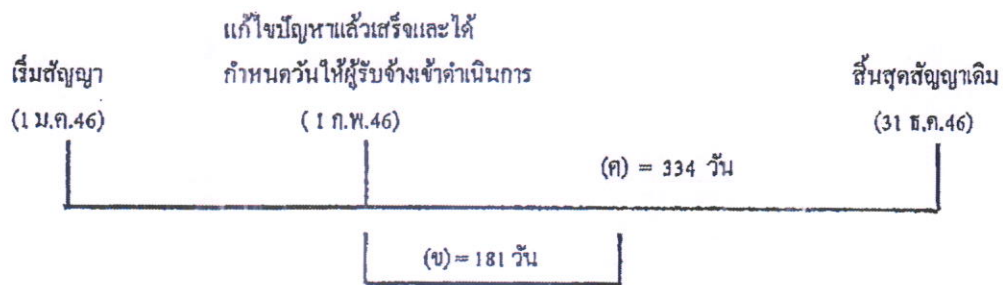 แก้ไขปัญหาแล้วเสร็จและได้
เริ่มสัญญา กำหนดวันให้ผู้รับจ้างเข้าดำเนินการ สิ้นสุดสัญญาเดิม
(1 ม.ค.46) ( 1 ก.พ.46) (31 ธ.ค.46)
(ค) = 334 วัน
(ข) = 181 วัน